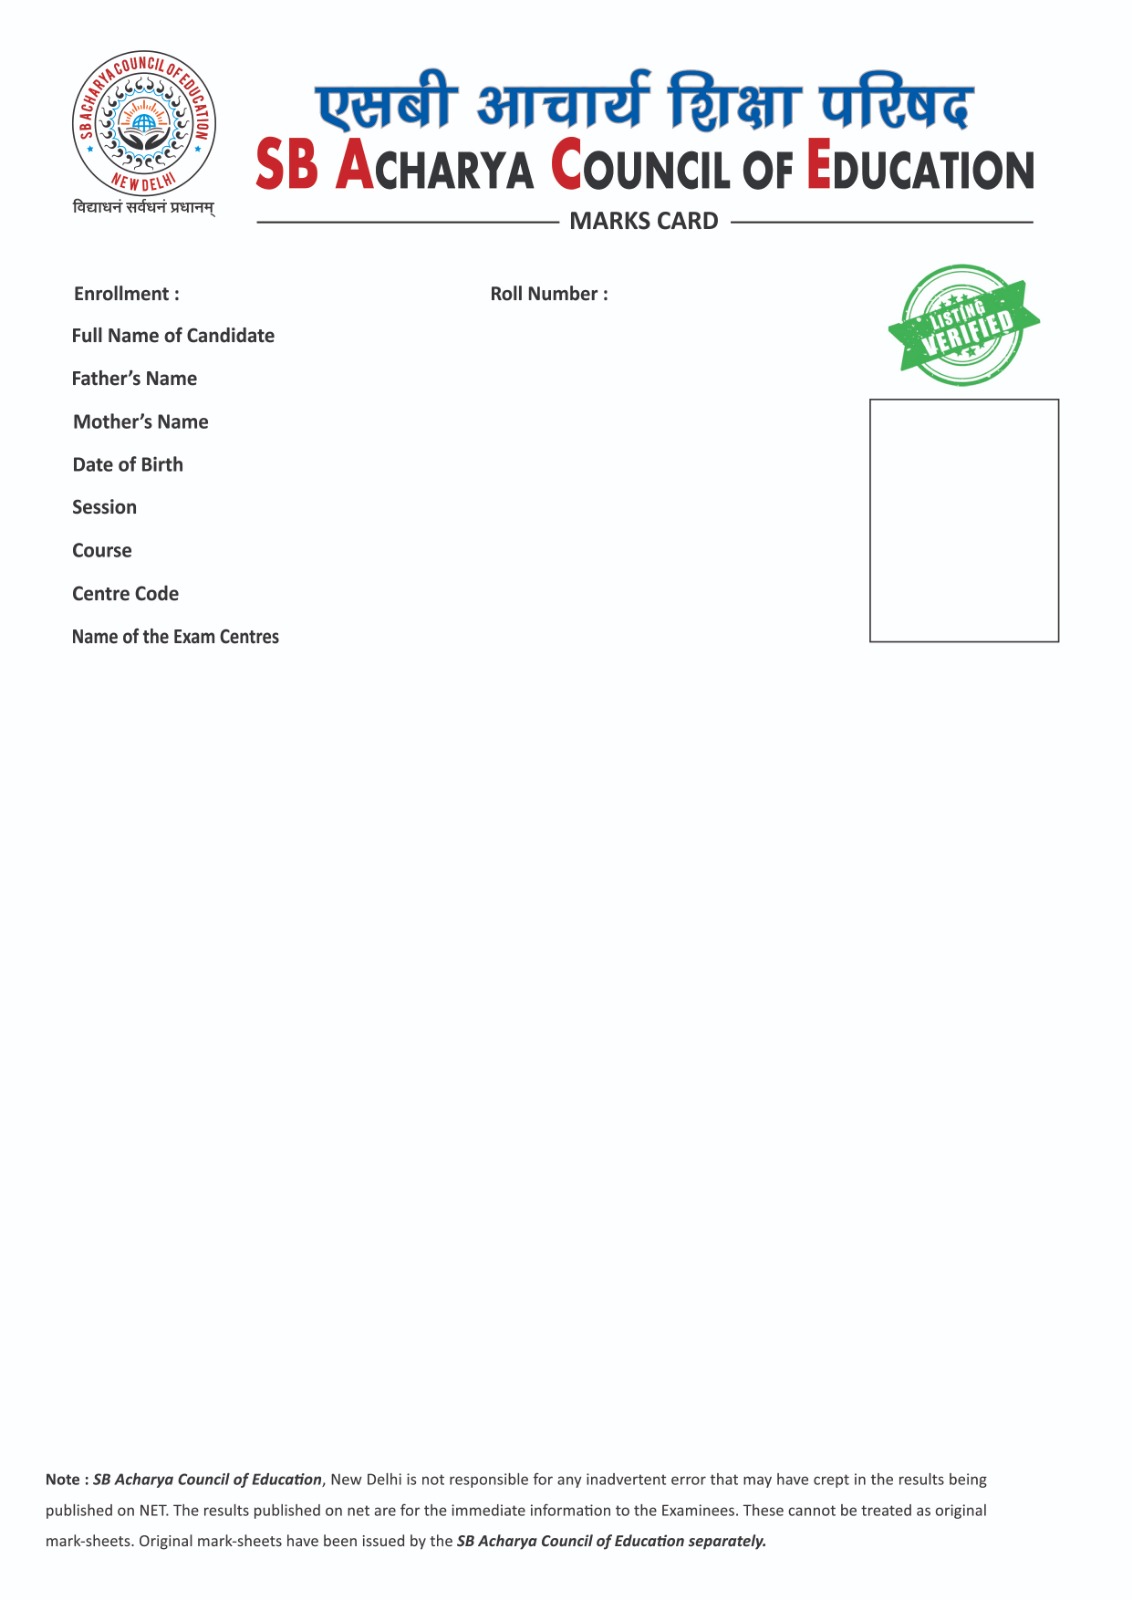 SB ACHARYA COUNCIL OF EDUCATION
NEW DELHI
विद्याधनं सर्वधनं प्रधानम्
एसबी आचार्य शिक्षा परिषद
SB ACHARYA COUNCIL OF EDUCATION
MARKS CARD
Enrollment : Roll Number :
LISTING
VERIFIED
Full Name of Candidate
Father’s Name
Mother’s Name
Date of Birth
Session
Course
Centre Code
Name of the Exam Centres
Note : SB Acharya Council of Education, New Delhi is not responsible for any inadvertent error that may have crept in the results being
published on NET. The results published on net are for the immediate information to the Examinees. These cannot be treated as original
mark-sheets. Original mark-sheets have been issued by the SB Acharya Council of Education separately.